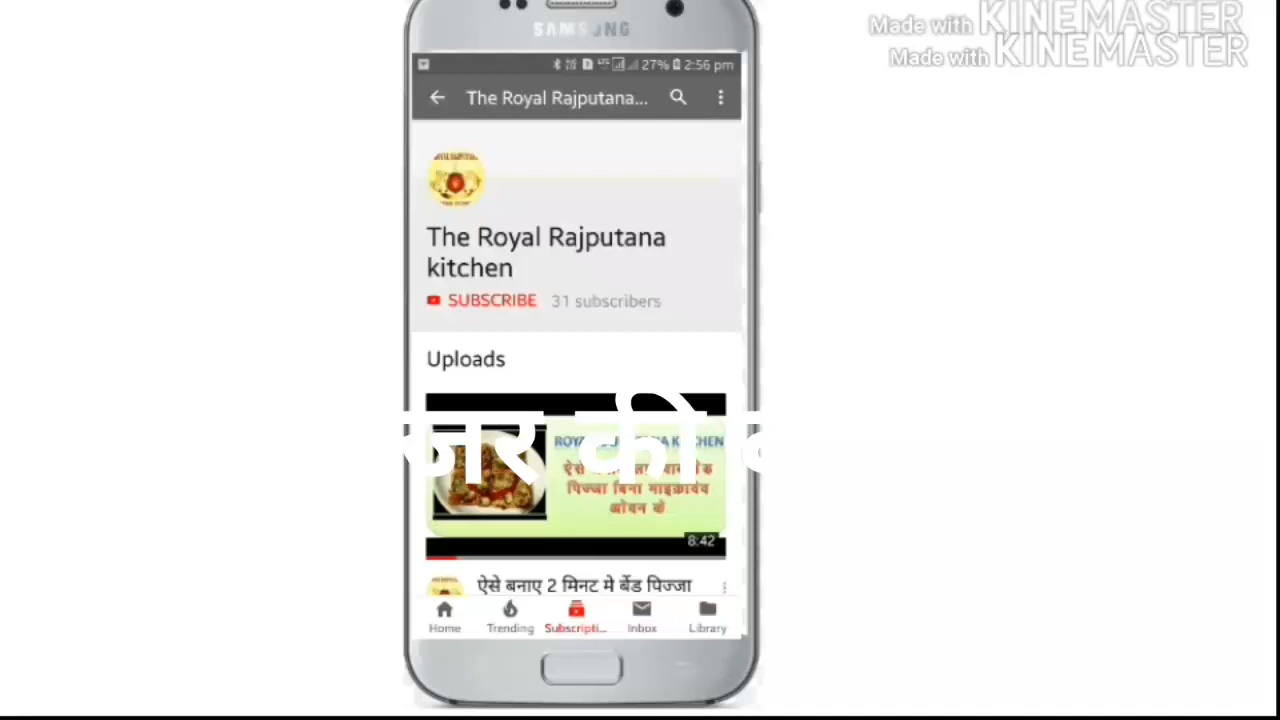 Made with KINEMASTER
Made with KINEMASTER
SAMSUNG
27% 2:56 pm
The Royal Rajputana...
The Royal Rajputana
kitchen
SUBSCRIBE 31 subscribers
Uploads
की
KITCHEN
पिज्जा बिना माइक्रोवेव
ओवन के
8:42
ऐसे बनाए 2 मिनट मे ब्रेंड पिज्जा
Home Trending Subscripti... Inbox Library